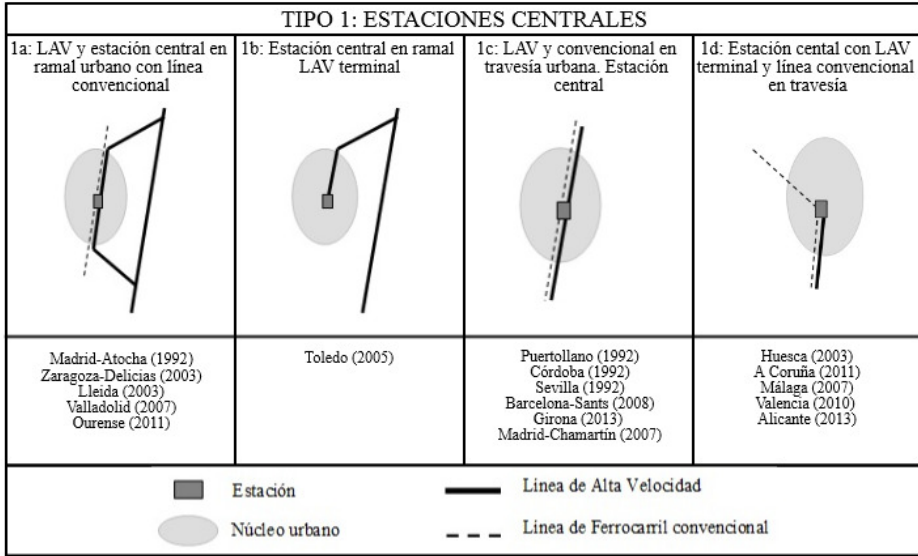 TIPO 1: ESTACIONES CENTRALES
1a: LAV y estación central en
ramal urbano con línea
convencional
1b: Estación central en ramal
LAV terminal
1c: LAV y convencional en
travesía urbana. Estación
central
1d: Estación cental con LAV
terminal y línea convencional
en travesía
Madrid-Atocha (1992)
Zaragoza-Delicias (2003)
Lleida (2003)
Valladolid (2007)
Ourense (2011)
Toledo (2005)
Puertollano (1992)
Córdoba (1992)
Sevilla (1992)
Barcelona-Sants (2008)
Girona (2013)
Madrid-Chamartín (2007)
Huesca (2003)
A Coruña (2011)
Málaga (2007)
Valencia (2010)
Alicante (2013)
Estación
Linea de Alta Velocidad
Núcleo urbano
Linea de Ferrocarril convencional